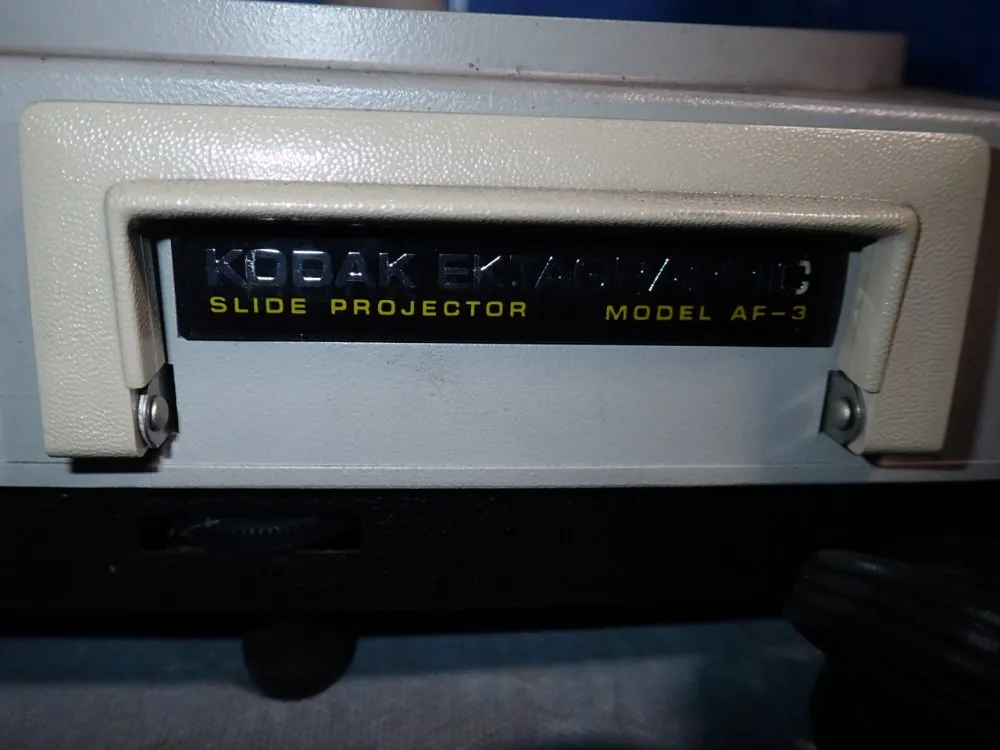 KODAK EKTAGRAPHIC
SLIDE PROJECTOR MODEL AF-3